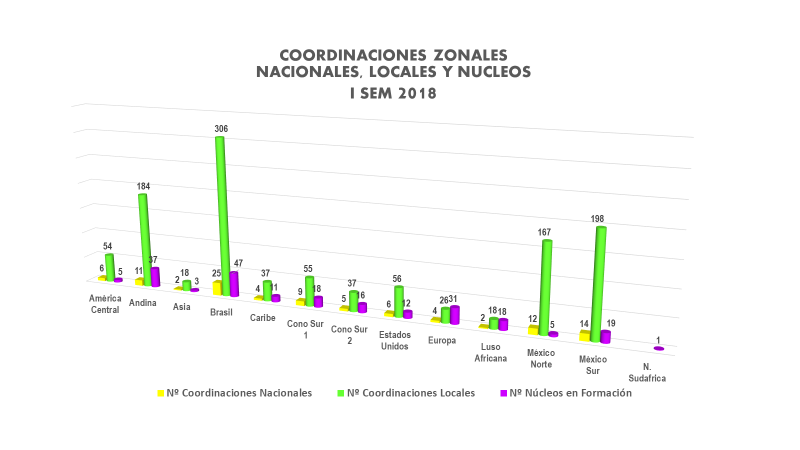 COORDINACIONES ZONALES
NACIONALES, LOCALES Y NUCLEOS
I SEM 2018
6 54 5
11 184 37
2 18 3
25 306 47
4 37 11
9 55 18
5 37 16
6 56 12
4 26 31
2 18 18
12 167 5
14 198 19
1
América
Central
Andina
Asia
Brasil
Caribe
Cono Sur
1
Cono Sur
2
Estados
Unidos
Europa
Luso
Africana
México
Norte
México
Sur
N.
Sudafrica
Nº Coordinaciones Nacionales
Nº Coordinaciones Locales
Nº Núcleos en Formación